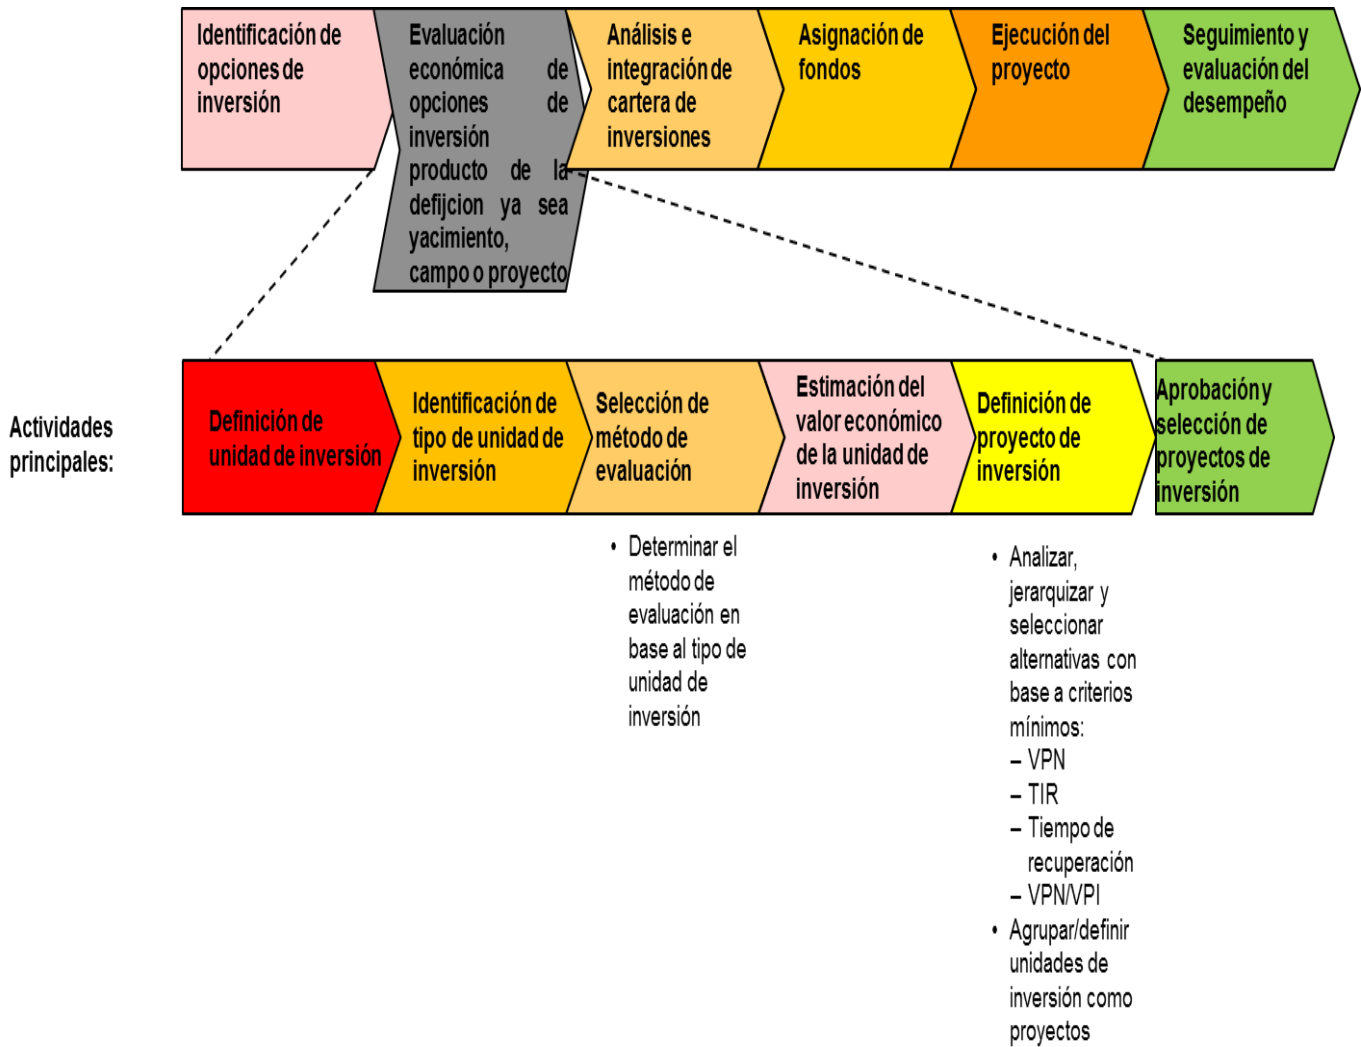 Identificación de
opciones de
inversión
Evaluación
económica de
opciones de
inversión
producto de la
defijcion ya sea
yacimiento,
campo o proyecto
Análisis e
integración de
cartera de
inversiones
Asignación de
fondos
Ejecución del
proyecto
Seguimiento y
evaluación del
desempeño
Actividades
principales:
Definición de
unidad de inversión
Identificación de
tipo de unidad de
inversión
Selección de
método de
evaluación
Estimación del
valor económico
de la unidad de
inversión
Definición de
proyecto de
inversión
Aprobación y
selección de
proyectos de
inversión
• Determinar el
método de
evaluación en
base al tipo de
unidad de
inversión
• Analizar,
jerarquizar y
seleccionar
alternativas con
base a criterios
mínimos:
– VPN
– TIR
– Tiempo de
recuperación
– VPN/VPI
• Agrupar/definir
unidades de
inversión como
proyectos